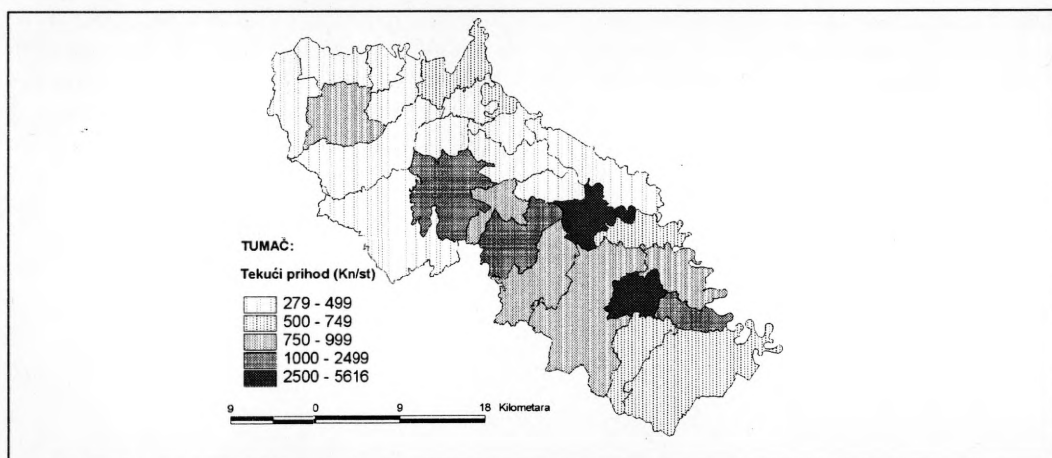 TUMAČ:
Tekući prihod (Kn/st)
279 - 499
500 - 749
750 - 999
1000 - 2499
2500 - 5616
9 0 9 18 Kilometara